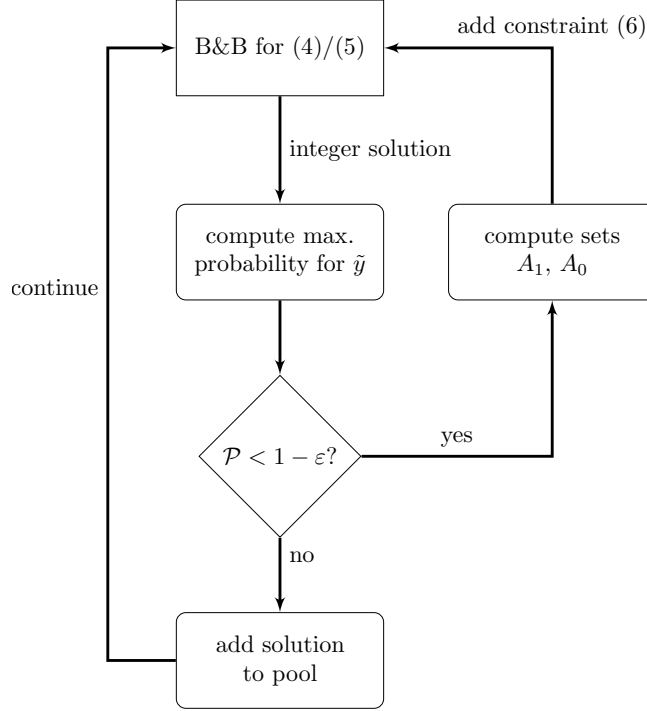 add constraint (6)
B&B for (4)/(5)
integer solution
compute max.
probability for ỹ
compute sets
A₁, A₀
continue
𝒫 < 1 − ε?
yes
no
add solution
to pool